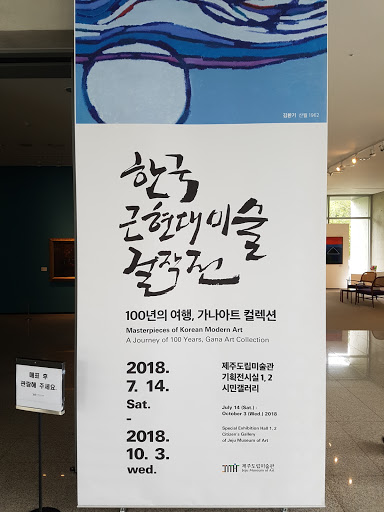 김환기 산월 1962
한국
근현대미술
걸작전
100년의 여행, 가나아트 컬렉션
Masterpieces of Korean Modern Art
A Journey of 100 Years, Gana Art Collection
2018.
7. 14.
Sat.
-
2018.
10. 3.
wed.
제주도립미술관
기획전시실 1, 2
시민갤러리
July 14 (Sat.) -
October 3 (Wed.) 2018
Special Exhibition Hall 1, 2
Citizen's Gallery
of Jeju Museum of Art
제주도립미술관
Jeju Museum of Art
매표 후
관람해 주세요.